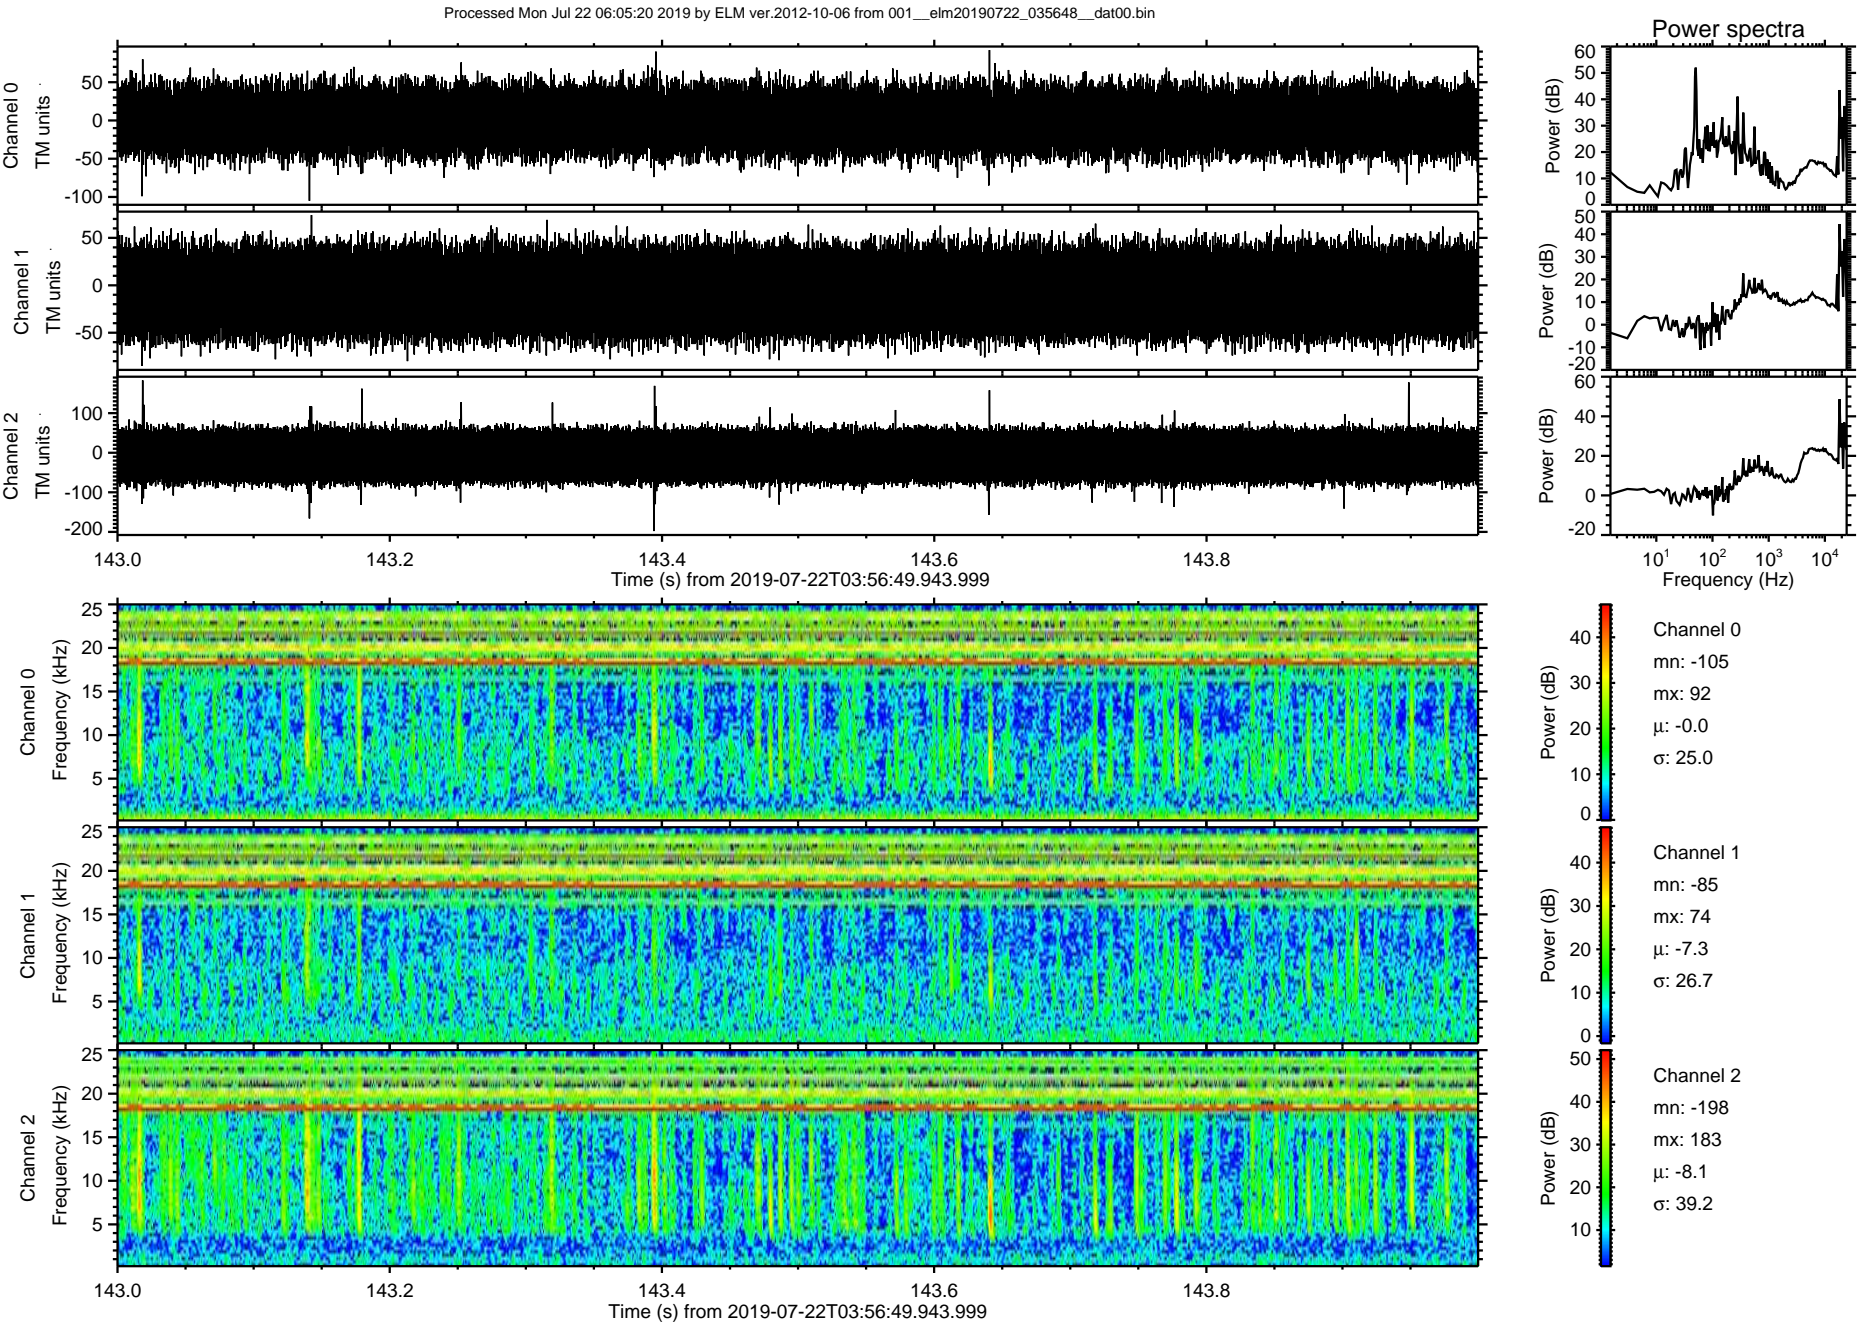 Processed Mon Jul 22 06:05:20 2019 by ELM ver.2012-10-06 from 001__elm20190722_035648__dat00.bin
Power spectra
Channel 0
TM units
50
0
-50
-100
Power (dB)
60
50
40
30
20
10
0
Channel 1
TM units
50
0
-50
Power (dB)
50
40
30
20
10
0
-10
-20
Channel 2
TM units
100
0
-100
-200
Power (dB)
60
40
20
0
-20
143.0 143.2 143.4 143.6 143.8
Time (s) from 2019-07-22T03:56:49.943.999
10^1 10^2 10^3 10^4
Frequency (Hz)
Channel 0
Frequency (kHz)
25
20
15
10
5
Power (dB)
40
30
20
10
0
Channel 0
mn: -105
mx: 92
µ: -0.0
σ: 25.0
Channel 1
Frequency (kHz)
25
20
15
10
5
Power (dB)
40
30
20
10
0
Channel 1
mn: -85
mx: 74
µ: -7.3
σ: 26.7
Channel 2
Frequency (kHz)
25
20
15
10
5
Power (dB)
50
40
30
20
10
Channel 2
mn: -198
mx: 183
µ: -8.1
σ: 39.2
143.0 143.2 143.4 143.6 143.8
Time (s) from 2019-07-22T03:56:49.943.999